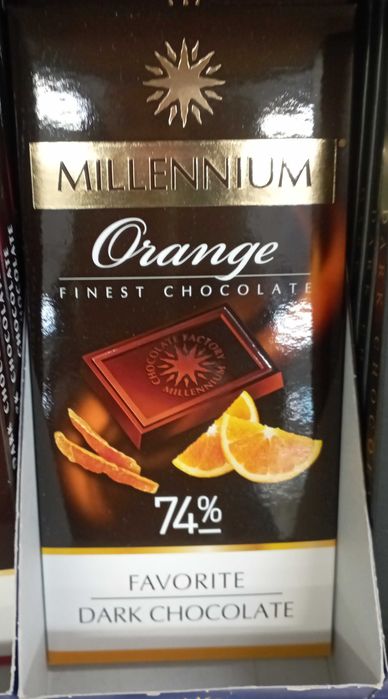 MILLENNIUM
Orange
FINEST CHOCOLATE
CHOCOLATE FACTORY
MILLENNIUM
74%
FAVORITE
DARK CHOCOLATE